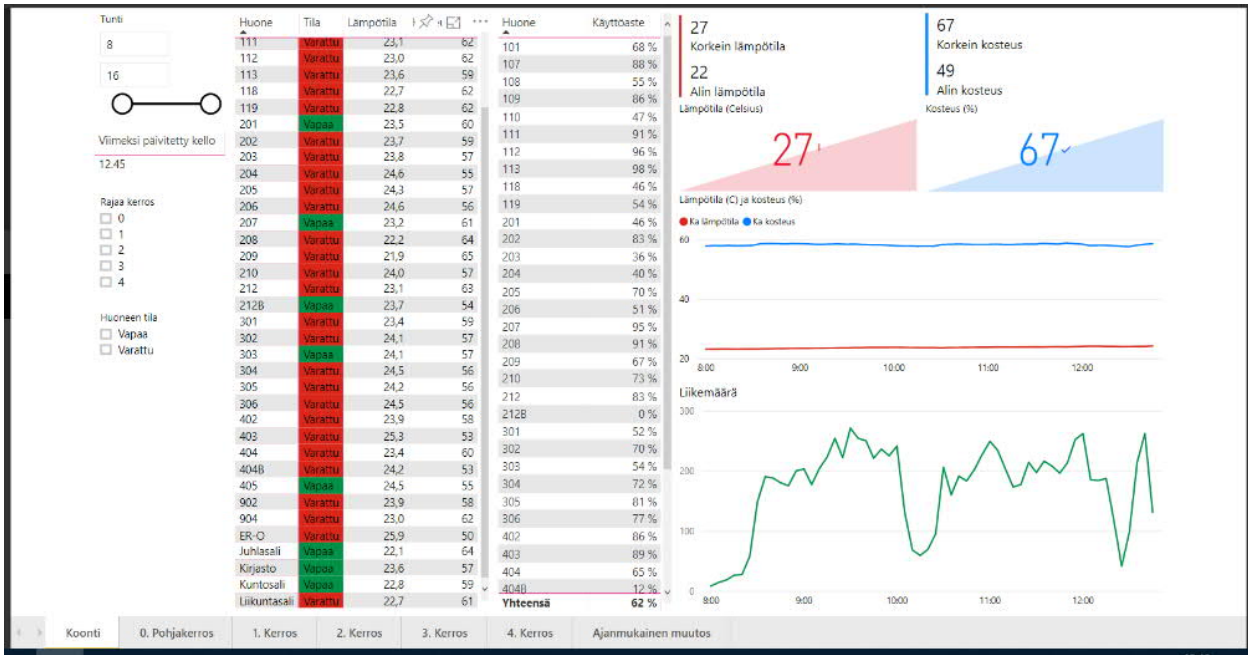 Tunti
8
16
Viimeksi päivitetty kello
12.45
Rajaa kerros
0
1
2
3
4
Huoneen tila
Vapaa
Varattu
Huone Tila Lämpötila
111 Varattu 23,1 62
112 Varattu 23,0 62
113 Varattu 23,6 59
118 Varattu 22,7 62
119 Varattu 22,8 62
201 Vapaa 23,5 60
202 Varattu 23,7 59
203 Varattu 23,8 57
204 Varattu 24,6 55
205 Varattu 24,3 57
206 Varattu 24,6 56
207 Vapaa 23,2 61
208 Varattu 22,2 64
209 Varattu 21,9 65
210 Varattu 24,0 57
212 Varattu 23,1 63
212B Vapaa 23,7 54
301 Varattu 23,4 59
302 Varattu 24,1 57
303 Vapaa 24,1 57
304 Varattu 24,5 56
305 Varattu 24,2 56
306 Varattu 24,5 56
402 Varattu 23,9 58
403 Varattu 25,3 53
404 Varattu 23,4 60
404B Varattu 24,2 53
405 Vapaa 24,5 55
902 Varattu 23,9 58
904 Varattu 23,0 62
ER-O Varattu 25,9 50
Juhlasali Vapaa 22,1 64
Kirjasto Vapaa 23,6 57
Kuntosali Vapaa 22,8 59
Liikuntasali Varattu 22,7 61
Huone Käyttöaste
101 68 %
107 88 %
108 55 %
109 86 %
110 47 %
111 91 %
112 96 %
113 98 %
118 46 %
119 54 %
201 46 %
202 83 %
203 36 %
204 40 %
205 70 %
206 51 %
207 95 %
208 91 %
209 67 %
210 73 %
212 83 %
212B 0 %
301 52 %
302 70 %
303 54 %
304 72 %
305 81 %
306 77 %
402 86 %
403 89 %
404 65 %
404B 12 %
Yhteensä 62 %
27
Korkein lämpötila
22
Alin lämpötila
67
Korkein kosteus
49
Alin kosteus
Lämpötila (Celsius)
27
Kosteus (%)
67
Lämpötila (C) ja kosteus (%)
Ka lämpötila Ka kosteus
60
40
20
8:00 9:00 10:00 11:00 12:00
Liikemäärä
300
200
100
0
8:00 9:00 10:00 11:00 12:00
Koonti 0. Pohjakerros 1. Kerros 2. Kerros 3. Kerros 4. Kerros Ajanmukainen muutos